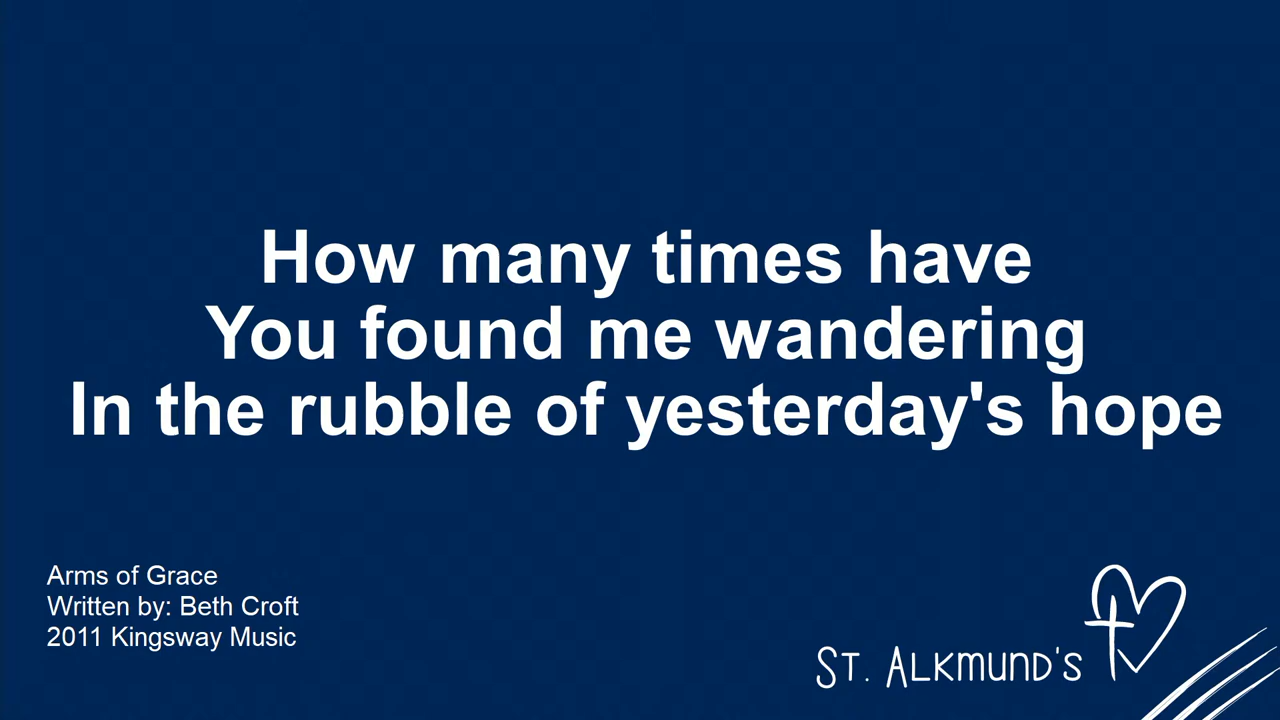 How many times have
You found me wandering
In the rubble of yesterday's hope
Arms of Grace
Written by: Beth Croft
2011 Kingsway Music
St. Alkmund's